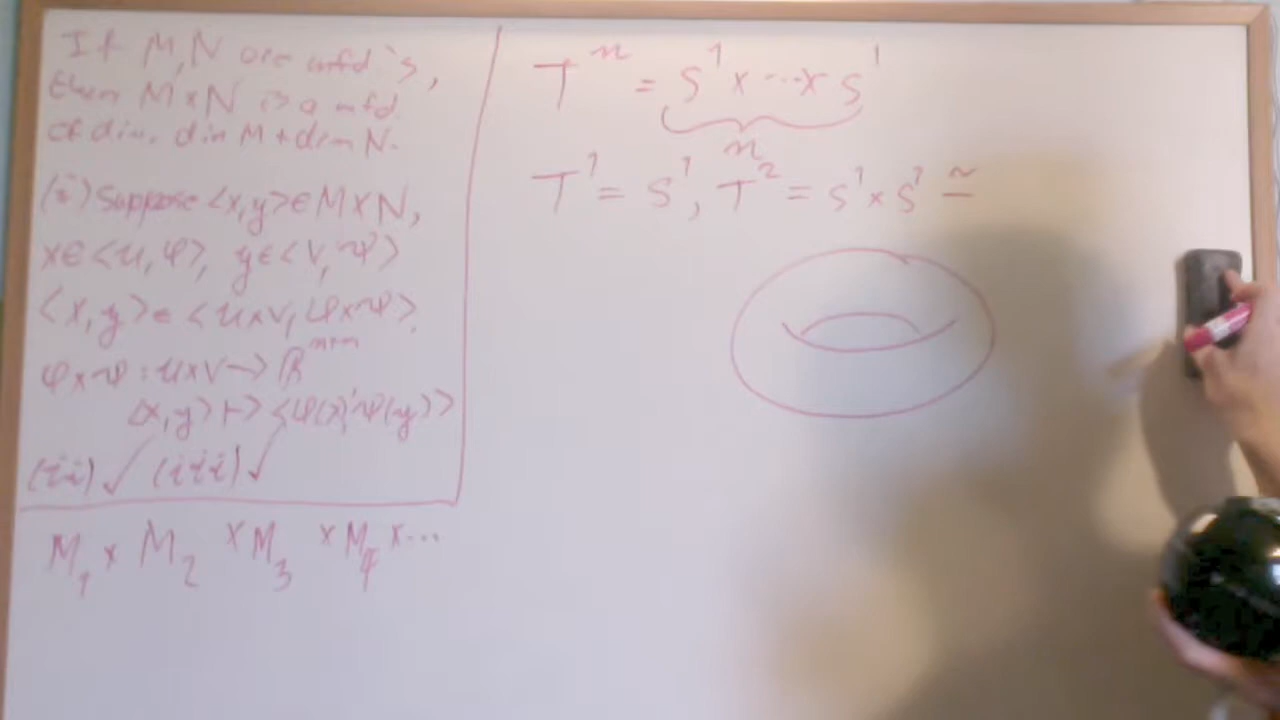 If M,N are mfd's,
then M×N is a mfd
of dim. dim M + dim N.
(i) Suppose <x,y>∈M×N,
x∈<U,φ>, y∈<V,ψ>
<x,y>∈<U×V,φ×ψ>.
φ×ψ:U×V→ℝⁿ⁺ᵐ
<x,y>↦<φ(x),ψ(y)>
(ii)✓ (iii)✓
M₁×M₂×M₃×M₄×...
Tⁿ = S¹×...×S¹
n
T¹ = S¹, T² = S¹×S¹ ≃